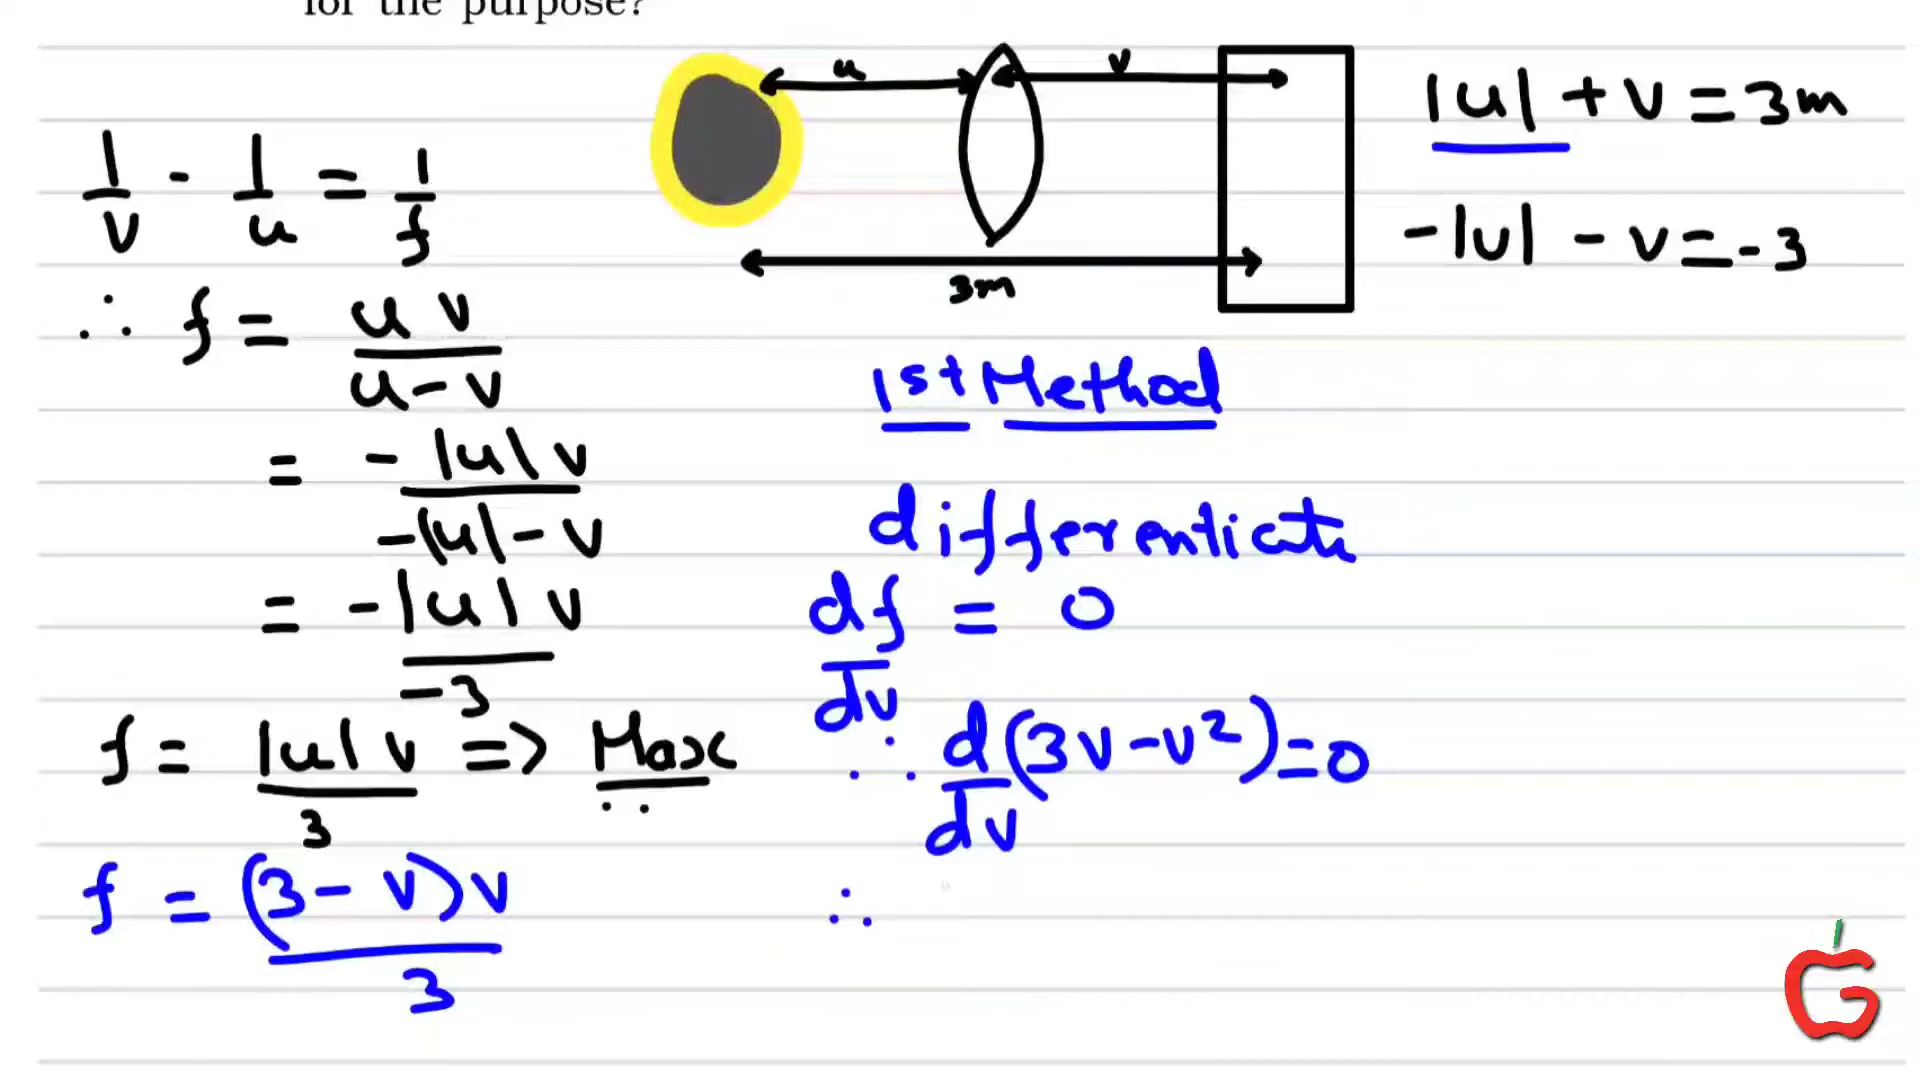 for the purpose?
u
v
|u| + v = 3m
1/v - 1/u = 1/f
-|u| - v = -3
3m
∴ f = uv/u-v
1st Method
= -|u|v/-|u|-v
differentiate
= -|u|v/-3
df/dv = 0
f = |u|v/3 => Max
∴ d/dv (3v-v²) = 0
f = (3-v)v/3
∴
G